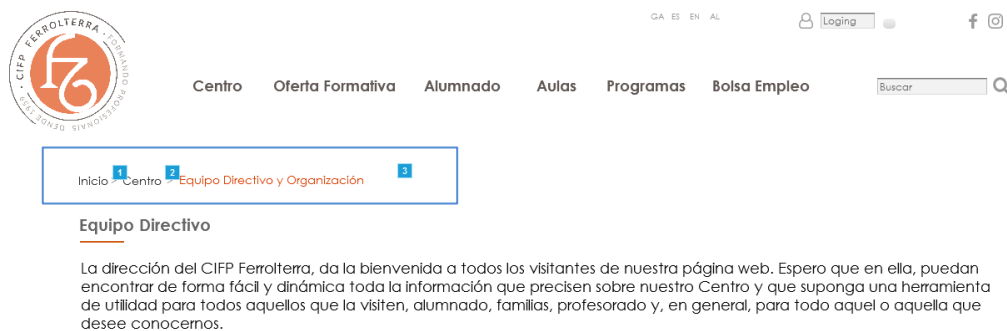 CIFP FERROLTERRA · FORMANDO PROFESIONAIS DENDE 1959
GA ES EN AL
Loging
Centro Oferta Formativa Alumnado Aulas Programas Bolsa Empleo
Buscar
1 2 3
Inicio > Centro > Equipo Directivo y Organización
Equipo Directivo
La dirección del CIFP Ferrolterra, da la bienvenida a todos los visitantes de nuestra página web. Espero que en ella, puedan
encontrar de forma fácil y dinámica toda la información que precisen sobre nuestro Centro y que suponga una herramienta
de utilidad para todos aquellos que la visiten, alumnado, familias, profesorado y, en general, para todo aquel o aquella que
desee conocernos.